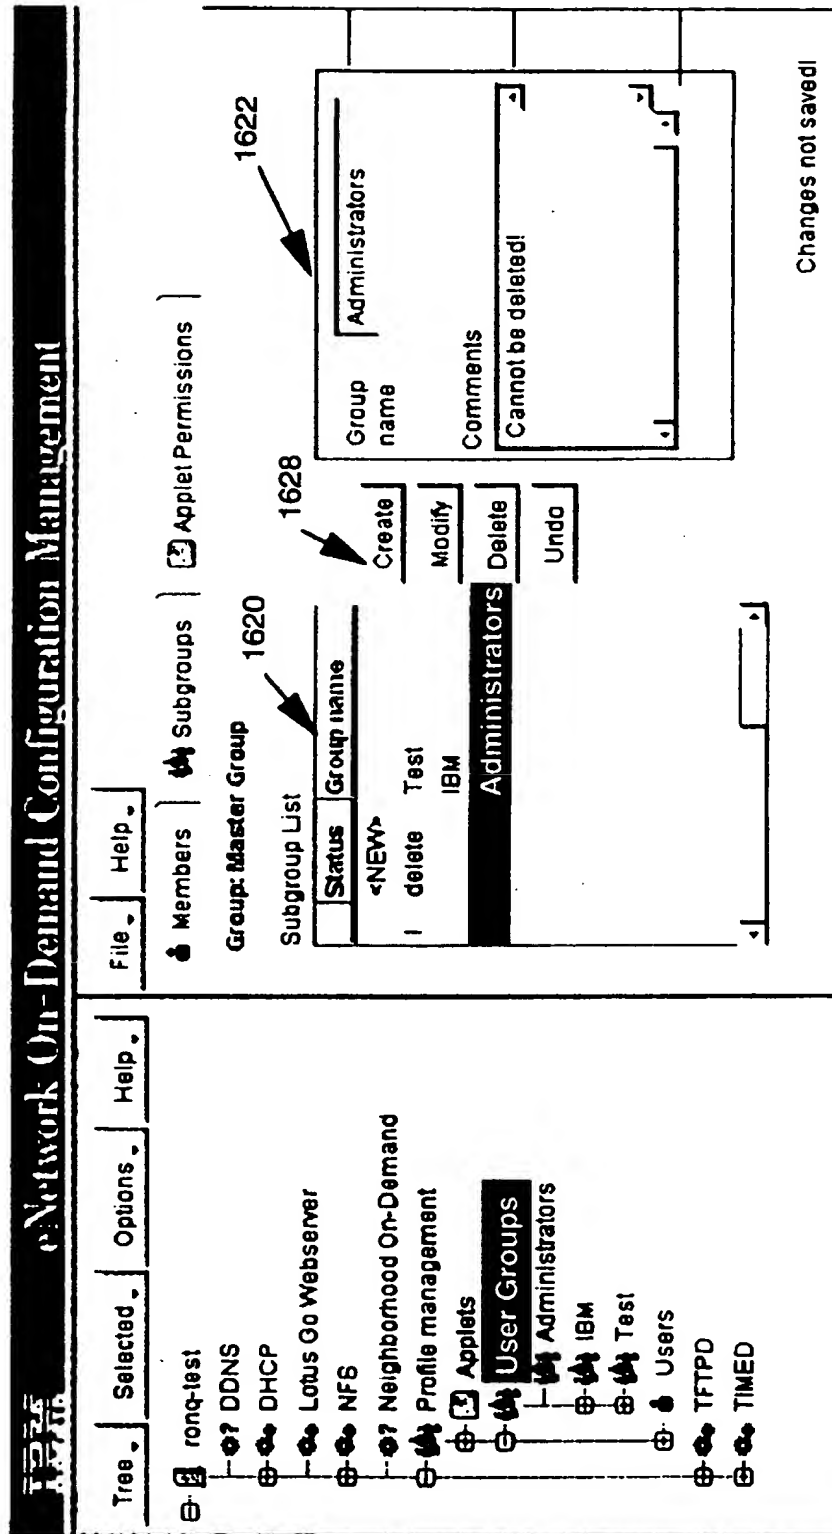 IBM
eNetwork On-Demand Configuration Management
Tree Selected Options Help
ronq-test
DDNS
DHCP
Lotus Go Webserver
NFS
Neighborhood On-Demand
Profile management
Applets
User Groups
Administrators
IBM
Test
Users
TFTPD
TIMED
File Help
Members
Subgroups
Applet Permissions
Group: Master Group
Subgroup List
1620
Status Group name
<NEW>
! delete Test
IBM
Administrators
1628
Create
Modify
Delete
Undo
1622
Group
name
Administrators
Comments
Cannot be deleted!
Changes not saved!